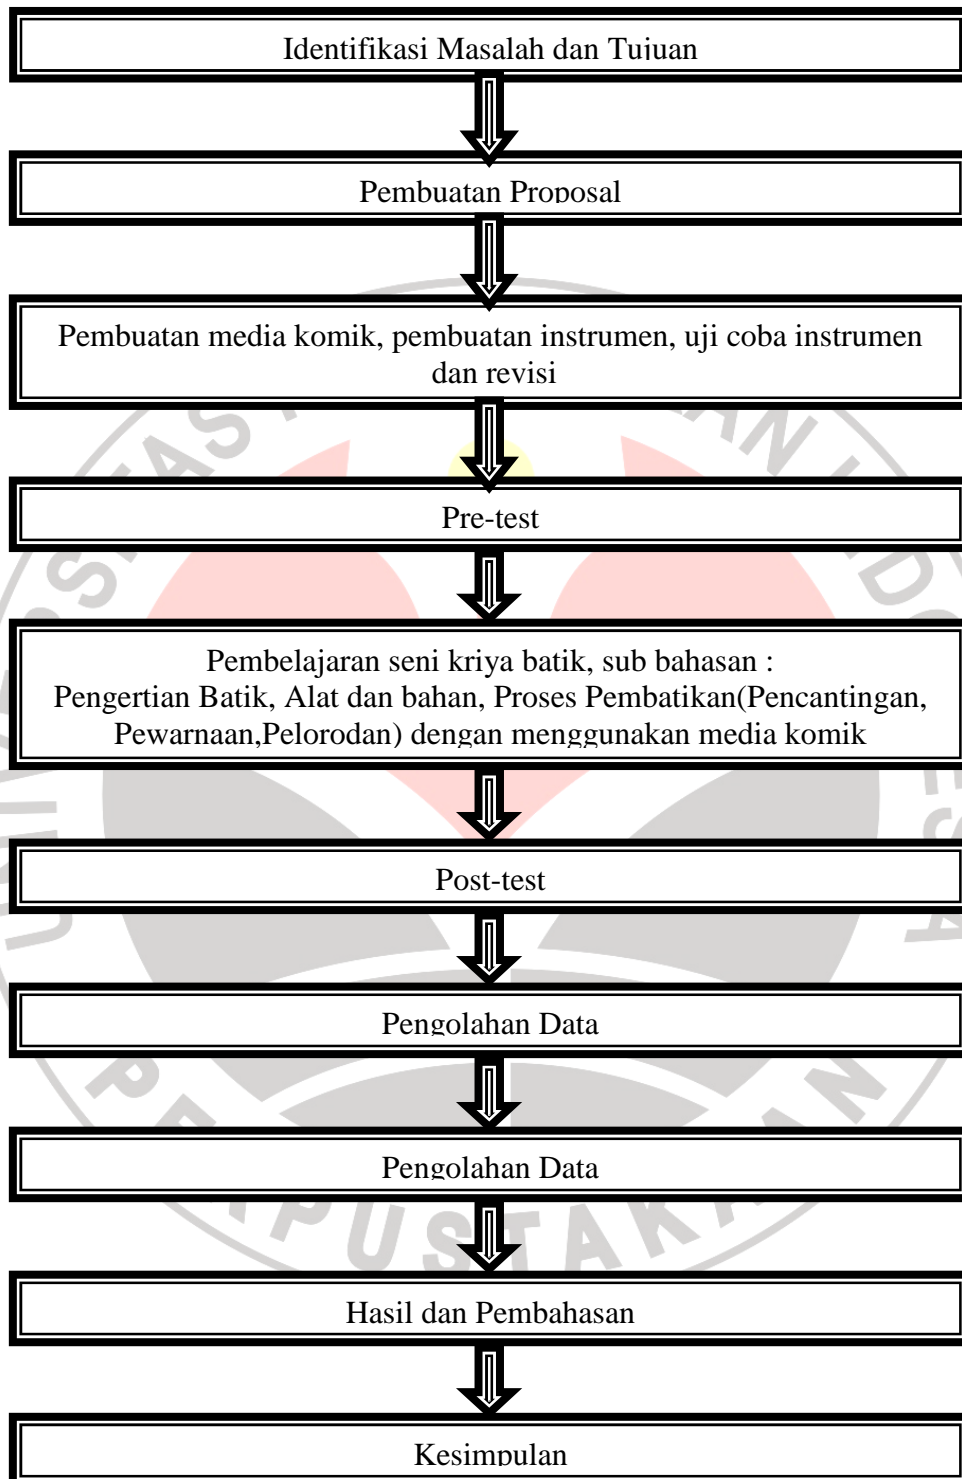 Identifikasi Masalah dan Tujuan
Pembuatan Proposal
Pembuatan media komik, pembuatan instrumen, uji coba instrumen
dan revisi
Pre-test
Pembelajaran seni kriya batik, sub bahasan :
Pengertian Batik, Alat dan bahan, Proses Pembatikan(Pencantingan,
Pewarnaan,Pelorodan) dengan menggunakan media komik
Post-test
Pengolahan Data
Pengolahan Data
Hasil dan Pembahasan
Kesimpulan